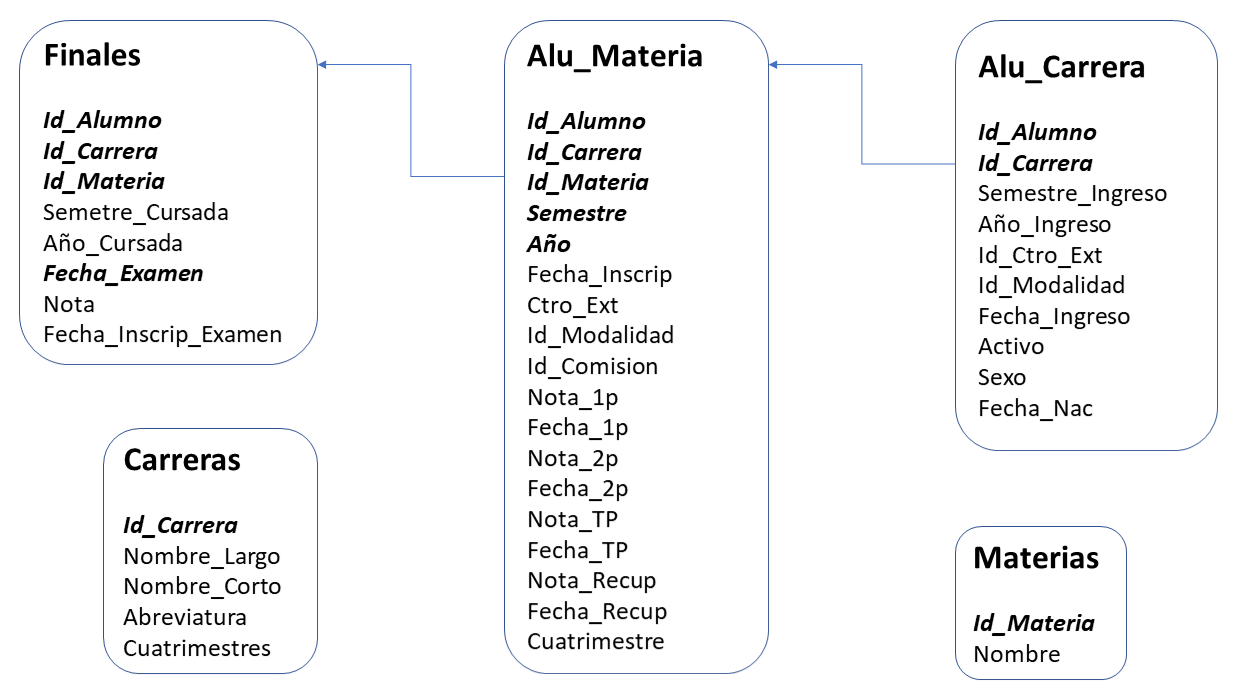 Finales
Id_Alumno
Id_Carrera
Id_Materia
Semetre_Cursada
Año_Cursada
Fecha_Examen
Nota
Fecha_Inscrip_Examen
Alu_Materia
Id_Alumno
Id_Carrera
Id_Materia
Semestre
Año
Fecha_Inscrip
Ctro_Ext
Id_Modalidad
Id_Comision
Nota_1p
Fecha_1p
Nota_2p
Fecha_2p
Nota_TP
Fecha_TP
Nota_Recup
Fecha_Recup
Cuatrimestre
Alu_Carrera
Id_Alumno
Id_Carrera
Semestre_Ingreso
Año_Ingreso
Id_Ctro_Ext
Id_Modalidad
Fecha_Ingreso
Activo
Sexo
Fecha_Nac
Carreras
Id_Carrera
Nombre_Largo
Nombre_Corto
Abreviatura
Cuatrimestres
Materias
Id_Materia
Nombre